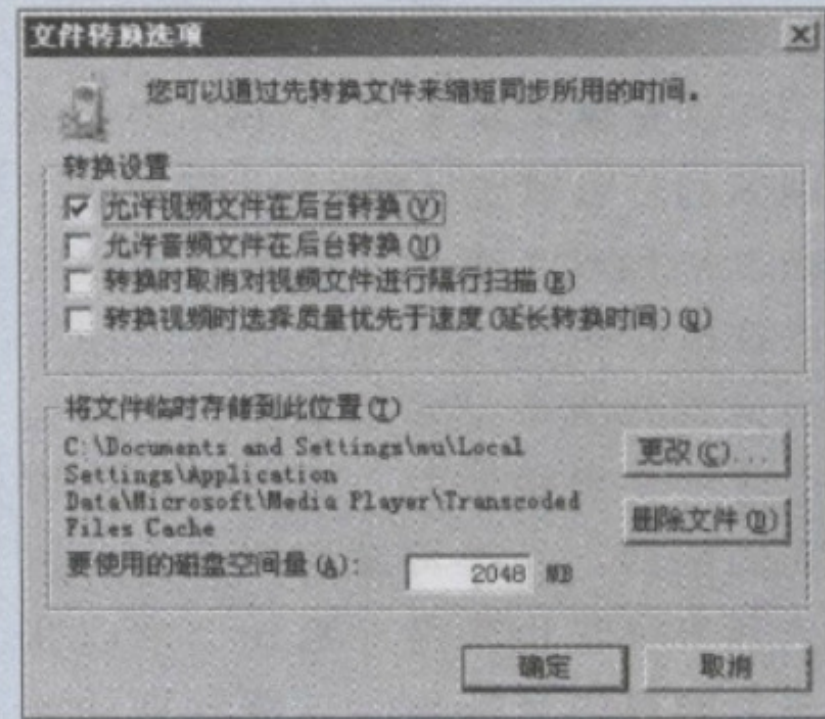 文件转换选项
您可以通过先转换文件来缩短同步所用的时间。
转换设置
允许视频文件在后台转换(V)
允许音频文件在后台转换(U)
转换时取消对视频文件进行隔行扫描(E)
转换视频时选择质量优先于速度(延长转换时间)(Q)
将文件临时存储到此位置(T)
C:\Documents and Settings\mu\Local
更改(C)...
Settings\Application
Data\Microsoft\Media Player\Transcoded
删除文件(D)
Files Cache
要使用的磁盘空间量(A): 2048 MB
确定 取消